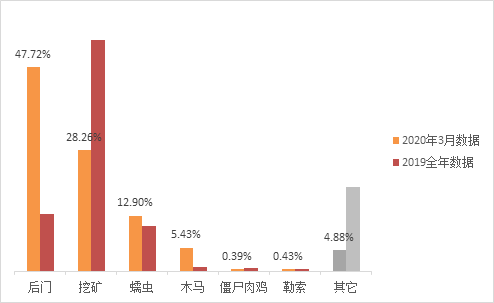 47.72%
28.26%
12.90%
5.43%
0.39%
0.43%
4.88%
2020年3月数据
2019全年数据
后门
挖矿
蠕虫
木马
僵尸肉鸡
勒索
其它